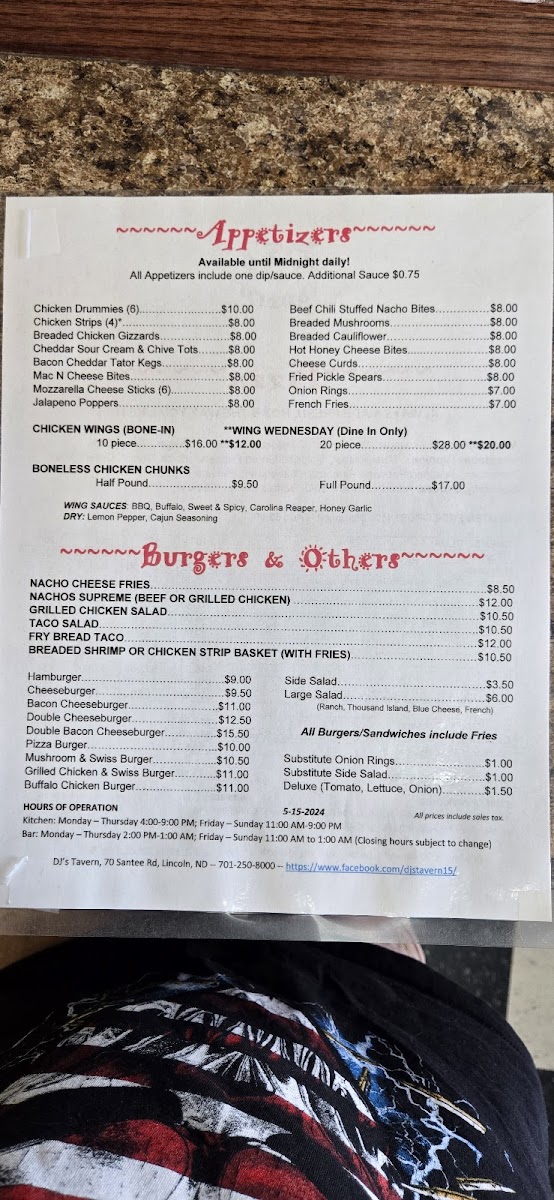 ~~~~~~Appetizers~~~~~~
Available until Midnight daily!
All Appetizers include one dip/sauce. Additional Sauce $0.75
Chicken Drummies (6)....................$10.00
Chicken Strips (4)*..........................$8.00
Breaded Chicken Gizzards..............$8.00
Cheddar Sour Cream & Chive Tots........$8.00
Bacon Cheddar Tator Kegs..............$8.00
Mac N Cheese Bites........................$8.00
Mozzarella Cheese Sticks (6)..........$8.00
Jalapeno Poppers...........................$8.00
Beef Chili Stuffed Nacho Bites..............$8.00
Breaded Mushrooms...........................$8.00
Breaded Cauliflower............................$8.00
Hot Honey Cheese Bites.....................$8.00
Cheese Curds....................................$8.00
Fried Pickle Spears............................$8.00
Onion Rings......................................$7.00
French Fries......................................$7.00
CHICKEN WINGS (BONE-IN) **WING WEDNESDAY (Dine In Only)
10 piece.............$16.00 **$12.00 20 piece...................$28.00 **$20.00
BONELESS CHICKEN CHUNKS
Half Pound......................$9.50 Full Pound................$17.00
WING SAUCES: BBQ, Buffalo, Sweet & Spicy, Carolina Reaper, Honey Garlic
DRY: Lemon Pepper, Cajun Seasoning
~~~~~~Burgers & Others~~~~~~
NACHO CHEESE FRIES....................................................................$8.50
NACHOS SUPREME (BEEF OR GRILLED CHICKEN) ..............................$12.00
GRILLED CHICKEN SALAD..............................................................$10.50
TACO SALAD..............................................................................$10.50
FRY BREAD TACO........................................................................$12.00
BREADED SHRIMP OR CHICKEN STRIP BASKET (WITH FRIES)..................$10.50
Hamburger.....................................$9.00
Cheeseburger.................................$9.50
Bacon Cheeseburger......................$11.00
Double Cheeseburger.....................$12.50
Double Bacon Cheeseburger...........$15.50
Pizza Burger..................................$10.00
Mushroom & Swiss Burger..............$10.50
Grilled Chicken & Swiss Burger........$11.00
Buffalo Chicken Burger...................$11.00
Side Salad......................................$3.50
Large Salad....................................$6.00
(Ranch, Thousand Island, Blue Cheese, French)
All Burgers/Sandwiches include Fries
Substitute Onion Rings.......................$1.00
Substitute Side Salad.........................$1.00
Deluxe (Tomato, Lettuce, Onion)...........$1.50
HOURS OF OPERATION 5-15-2024 All prices include sales tax.
Kitchen: Monday – Thursday 4:00-9:00 PM; Friday – Sunday 11:00 AM-9:00 PM
Bar: Monday – Thursday 2:00 PM-1:00 AM; Friday – Sunday 11:00 AM to 1:00 AM (Closing hours subject to change)
DJ's Tavern, 70 Santee Rd, Lincoln, ND – 701-250-8000 – https://www.facebook.com/djstavern15/